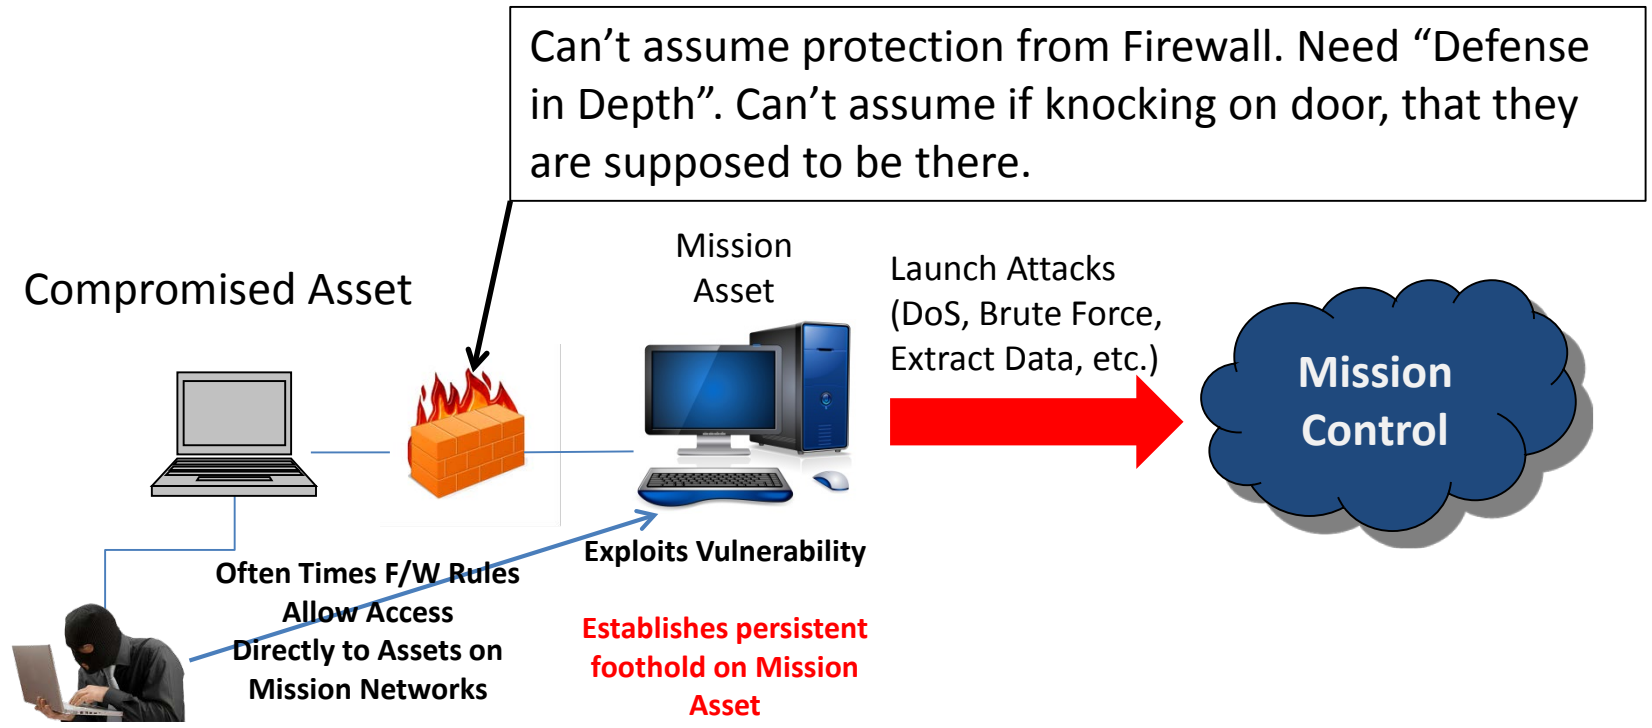 Can’t assume protection from Firewall. Need “Defense
in Depth”. Can’t assume if knocking on door, that they
are supposed to be there.
Compromised Asset
Mission
Asset
Launch Attacks
(DoS, Brute Force,
Extract Data, etc.)
Mission
Control
Often Times F/W Rules
Allow Access
Directly to Assets on
Mission Networks
Exploits Vulnerability
Establishes persistent
foothold on Mission
Asset